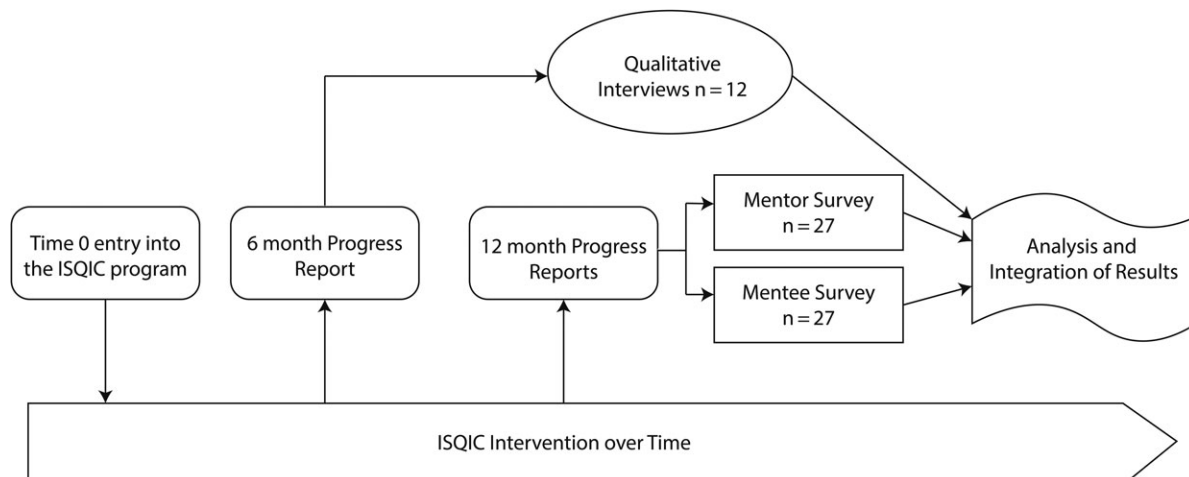 Qualitative
Interviews n = 12
Time 0 entry into
the ISQIC program
6 month Progress
Report
12 month Progress
Reports
Mentor Survey
n = 27
Mentee Survey
n = 27
Analysis and
Integration of Results
ISQIC Intervention over Time